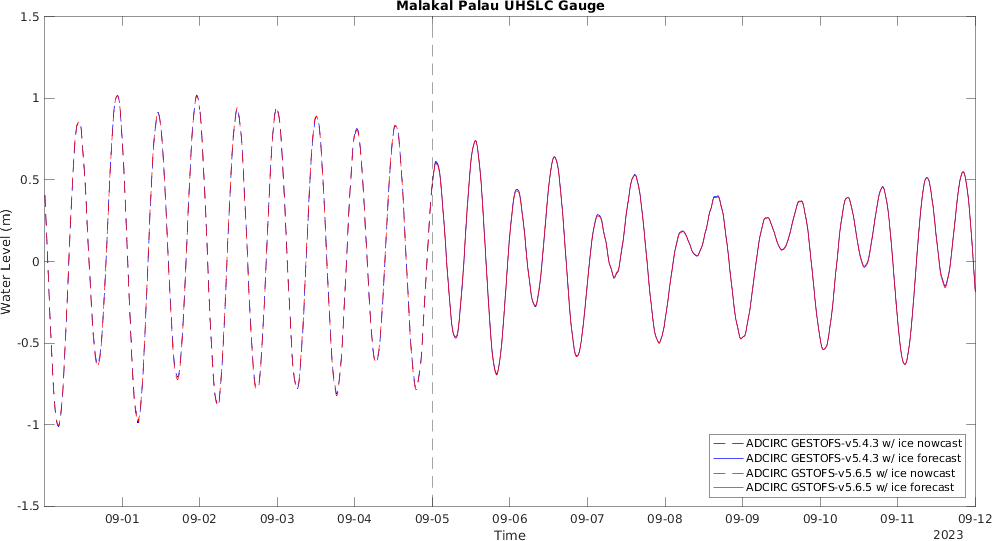 Malakal Palau UHSLC Gauge
1.5
1
0.5
0
-0.5
-1
-1.5
Water Level (m)
09-01 09-02 09-03 09-04 09-05 09-06 09-07 09-08 09-09 09-10 09-11 09-12
Time
2023
ADCIRC GESTOFS-v5.4.3 w/ ice nowcast
ADCIRC GESTOFS-v5.4.3 w/ ice forecast
ADCIRC GSTOFS-v5.6.5 w/ ice nowcast
ADCIRC GSTOFS-v5.6.5 w/ ice forecast